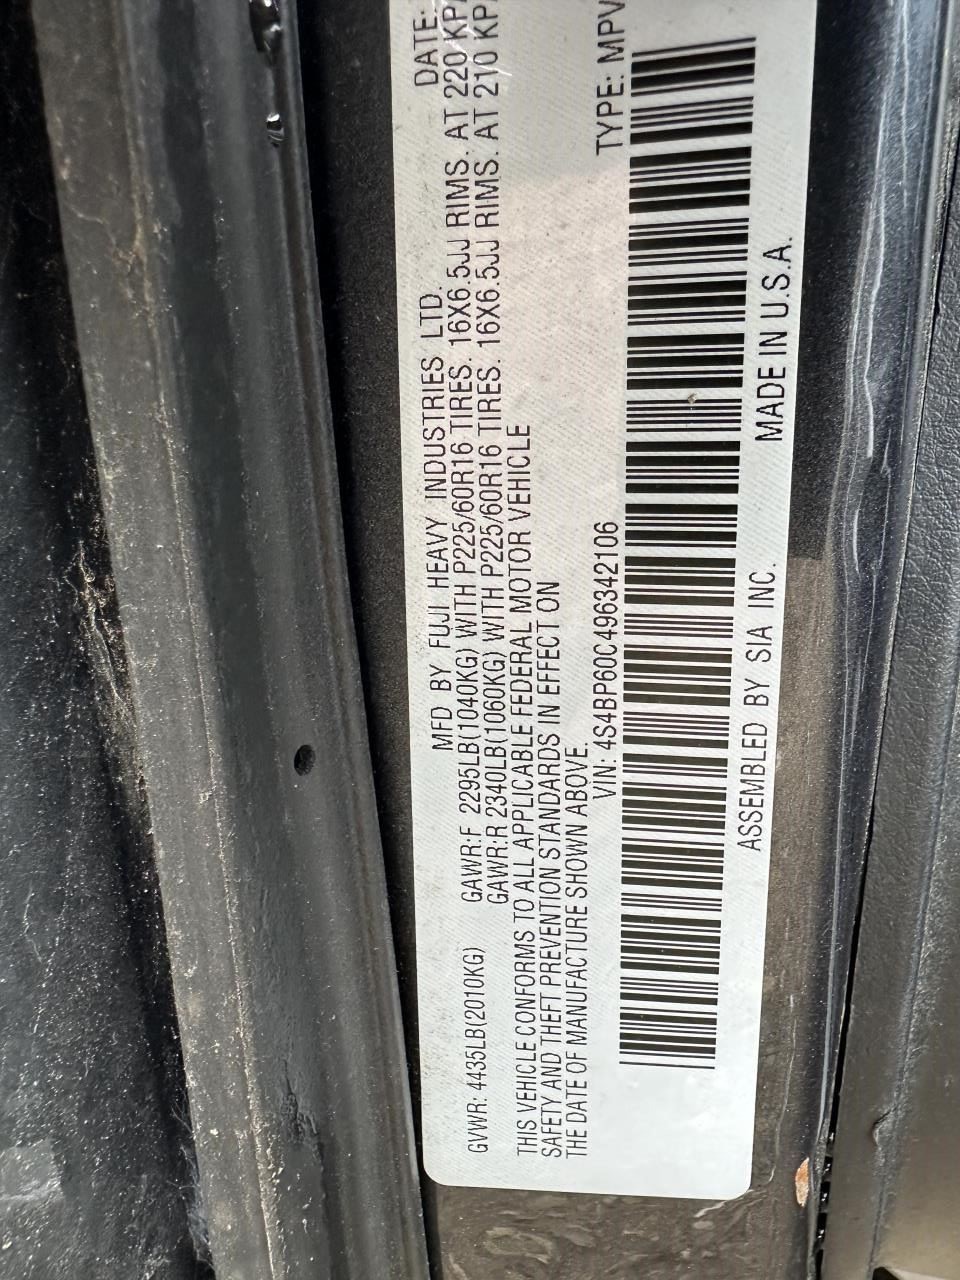 MFD BY FUJI HEAVY INDUSTRIES LTD. DATE:
GVWR: 4435LB(2010KG) GAWR:F 2295LB(1040KG) WITH P225/60R16 TIRES. 16X6.5JJ RIMS. AT 220 KPA
GAWR:R 2340LB(1060KG) WITH P225/60R16 TIRES. 16X6.5JJ RIMS. AT 210 KPA
THIS VEHICLE CONFORMS TO ALL APPLICABLE FEDERAL MOTOR VEHICLE
SAFETY AND THEFT PREVENTION STANDARDS IN EFFECT ON
THE DATE OF MANUFACTURE SHOWN ABOVE.
VIN: 4S4BP60C496342106 TYPE: MPV
ASSEMBLED BY SIA INC. MADE IN U.S.A.